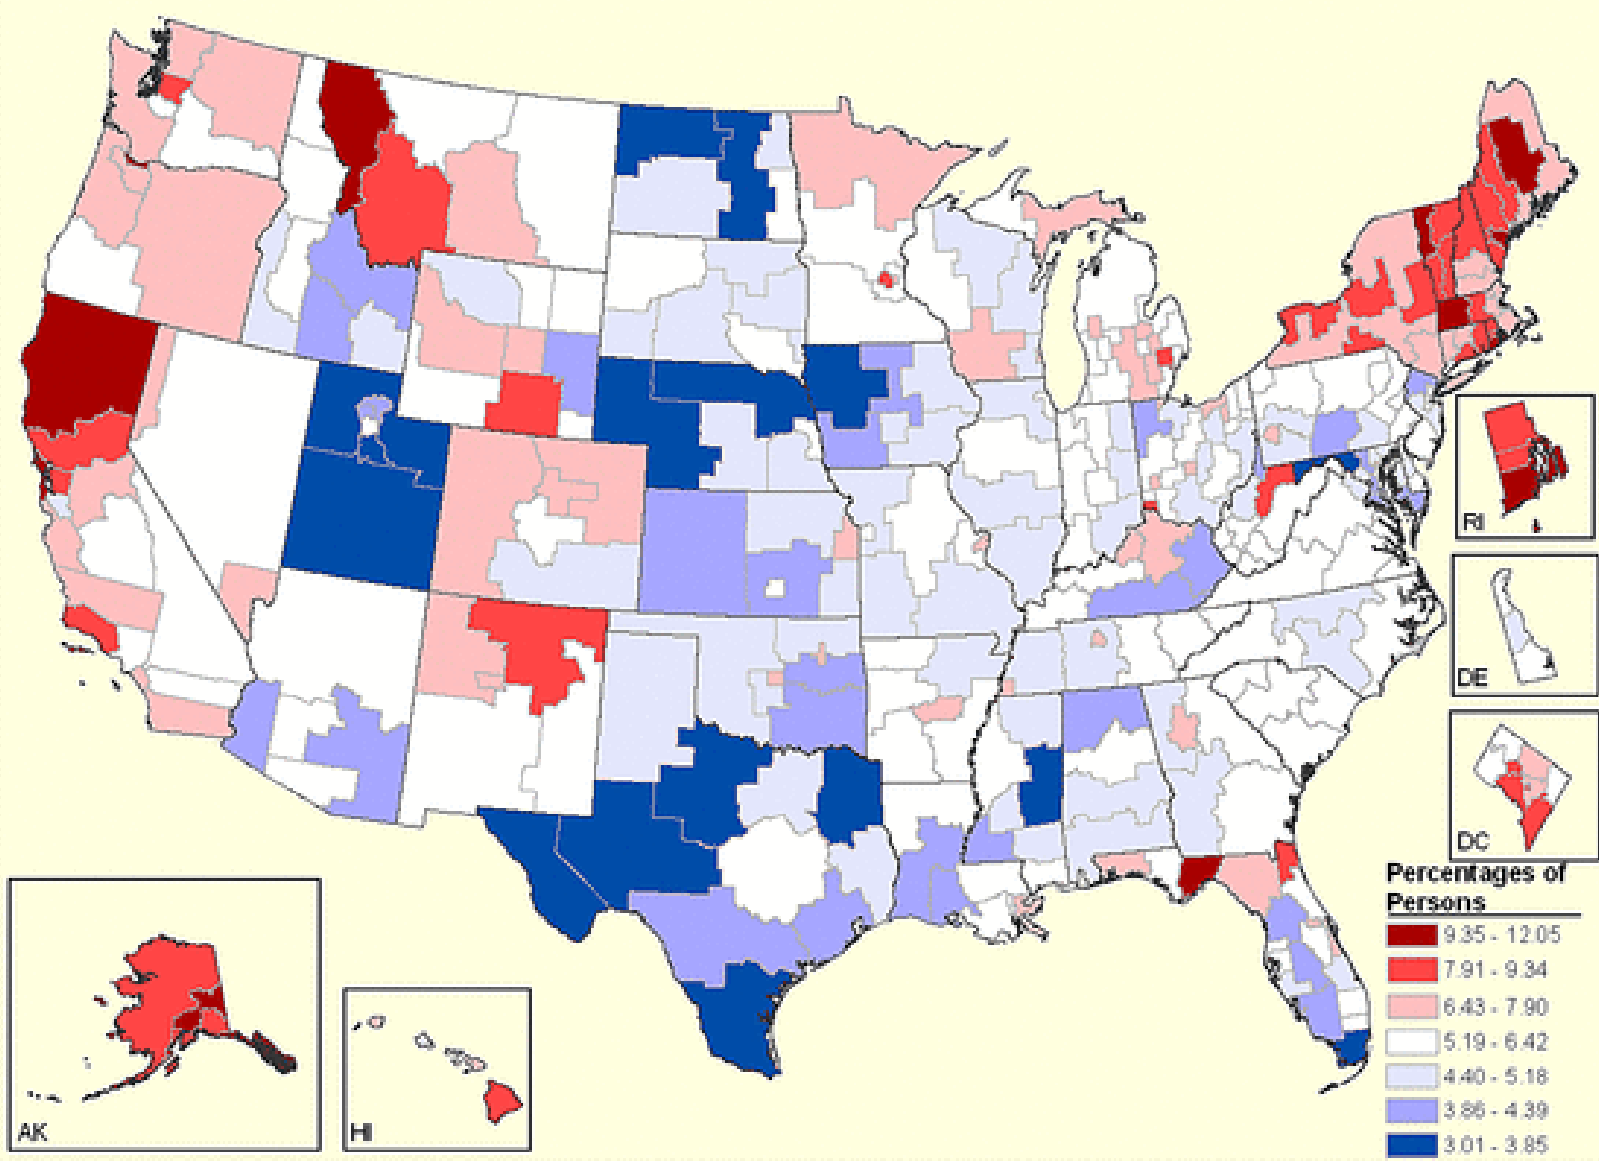 RI
DE
DC
Percentages of
Persons
9.35 - 12.05
7.91 - 9.34
6.43 - 7.90
5.19 - 6.42
4.40 - 5.18
3.86 - 4.39
3.01 - 3.85
AK
HI